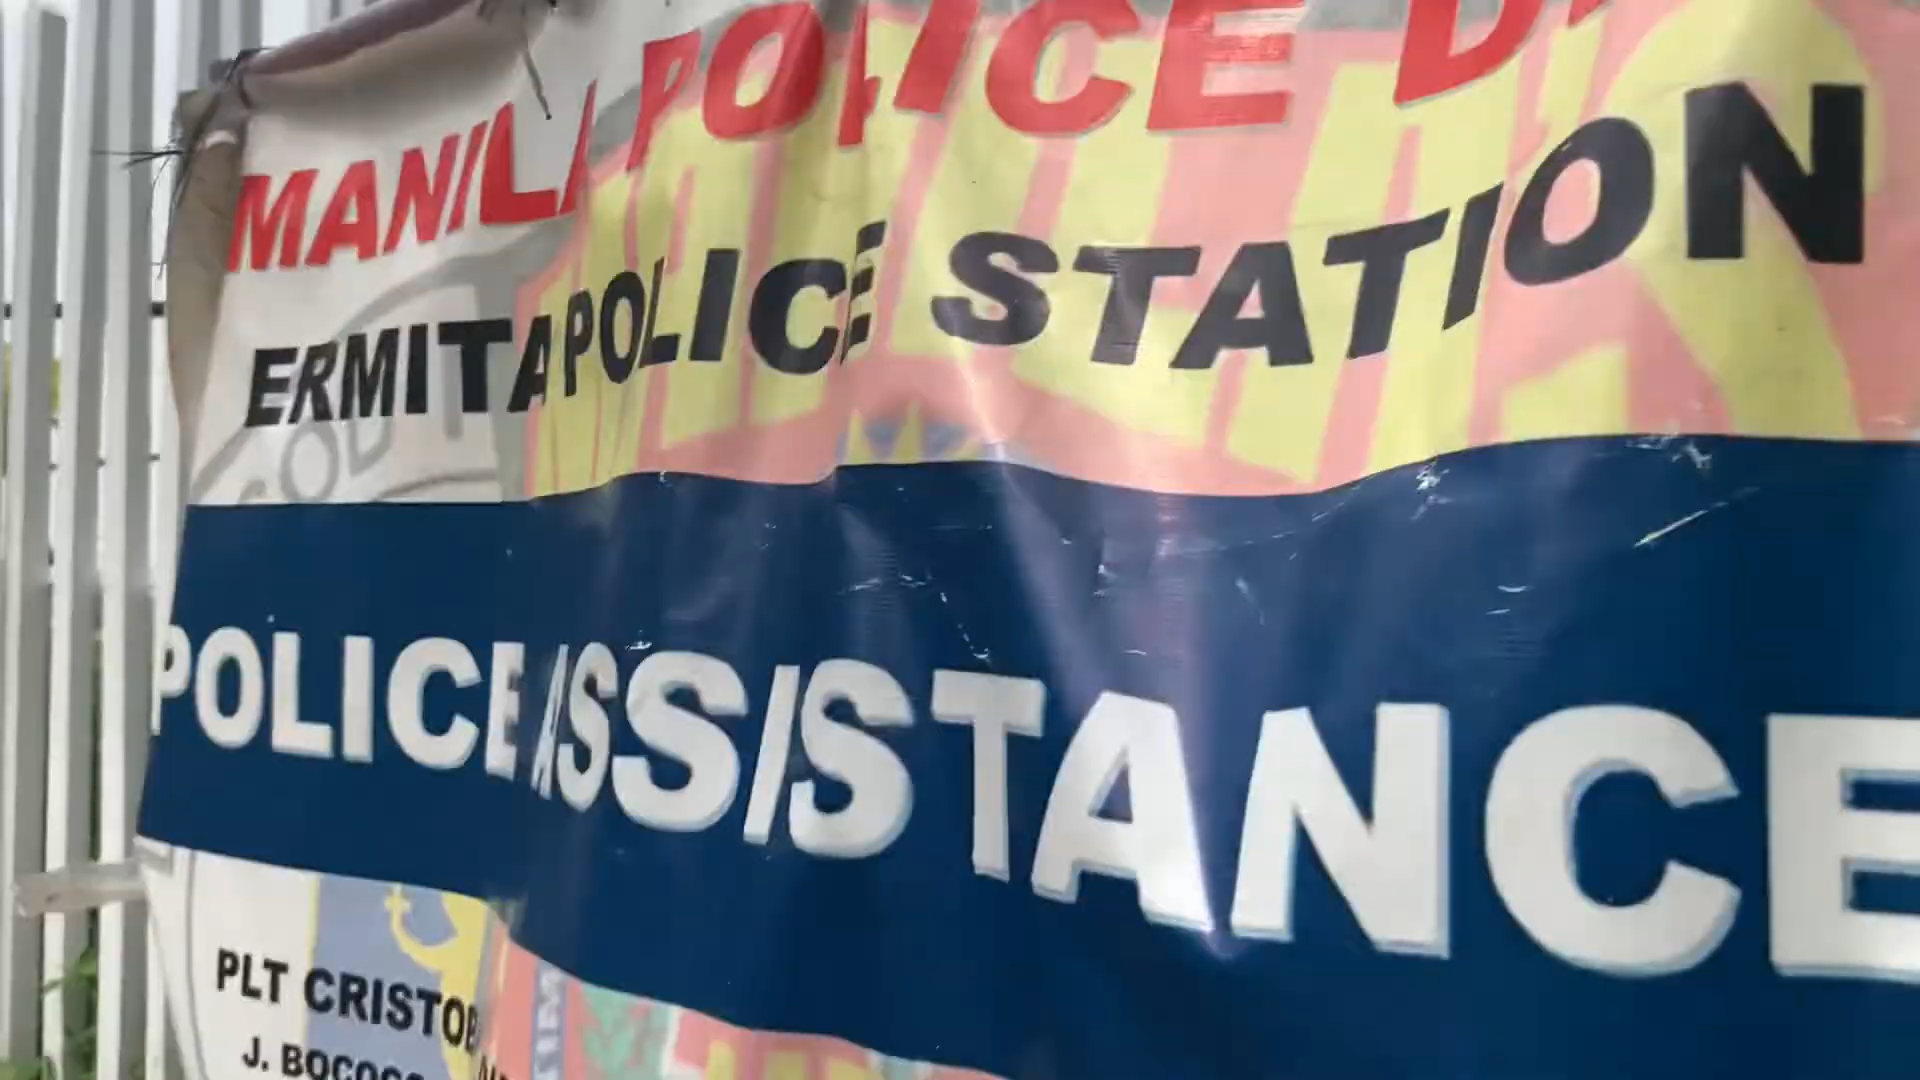 MANILA POLICE D
ERMITA POLICE STATION
POLICE ASSISTANCE
PLT CRISTOB
J. BOCOC